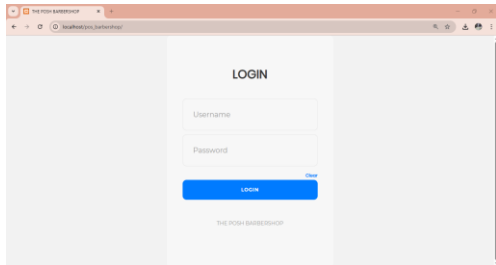 THE POSH BARBERSHOP
localhost/pos_barbershop/
LOGIN
Username
Password
Clear
LOGIN
THE POSH BARBERSHOP